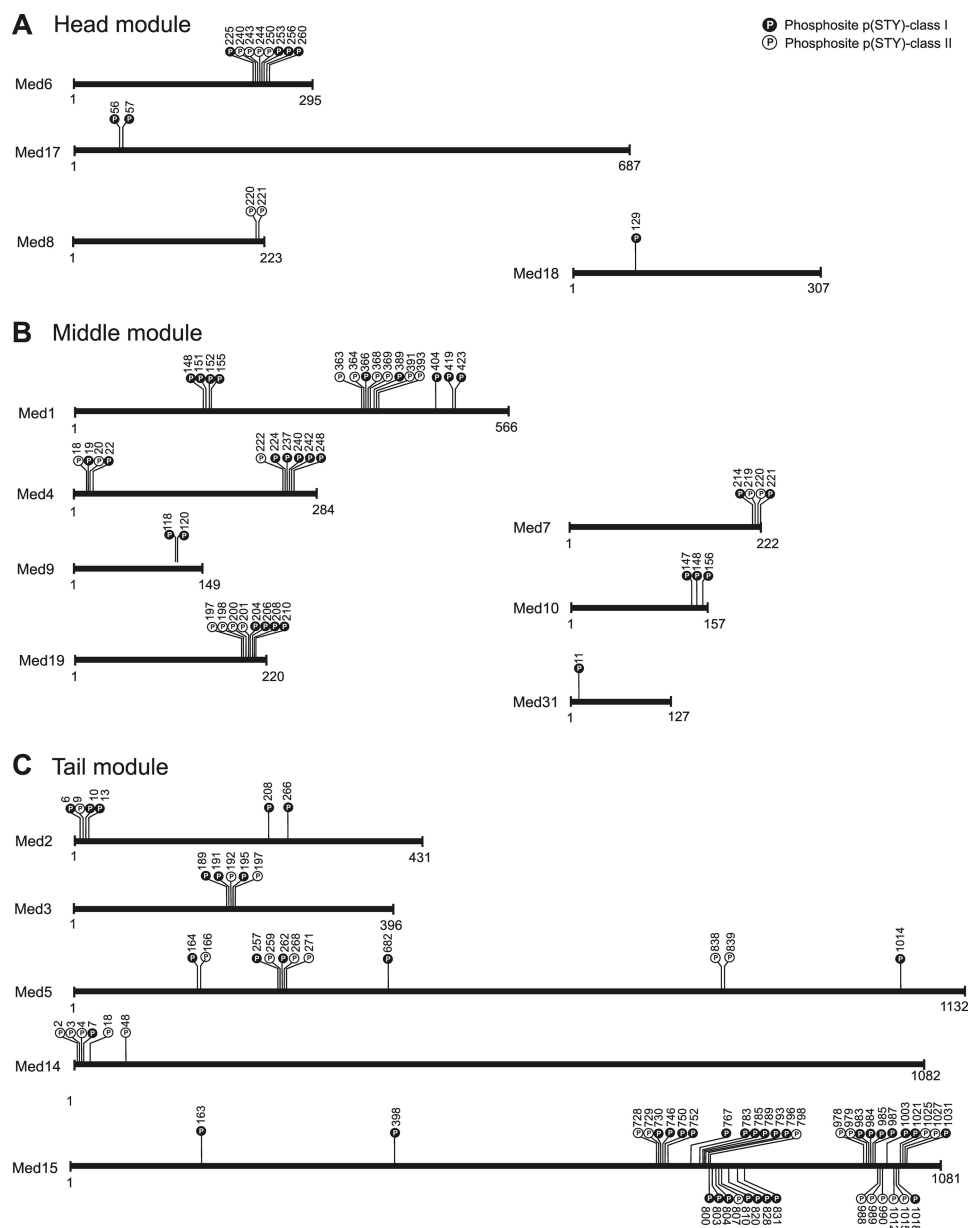 A Head module
P Phosphosite p(STY)-class I
P Phosphosite p(STY)-class II
225 240 243 244 250 253 256 260
Med6
1 295
56 57
Med17
1 687
220 221
Med8
1 223
129
Med18
1 307
B Middle module
148 151 152 155 363 364 366 368 369 389 391 393 404 419 423
Med1
1 566
18 19 20 22 222 224 237 240 242 248
Med4
1 284
214 219 220 221
Med7
1 222
118 120
Med9
1 149
147 148 156
Med10
1 157
197 198 200 201 204 206 208 210
Med19
1 220
11
Med31
1 127
C Tail module
6 9 10 13 208 266
Med2
1 431
189 191 192 195 197
Med3
1 396
164 166 257 259 262 268 271 682 838 839 1014
Med5
1 1132
2 3 4 7 18 48
Med14
1 1082
163 398 728 729 730 746 750 752 767 783 785 789 793 796 798 978 979 983 984 985 987 1003 1021 1025 1027 1031
Med15
1 1081
800 803 804 807 810 820 828 831 988 989 990 1012 1015 1018